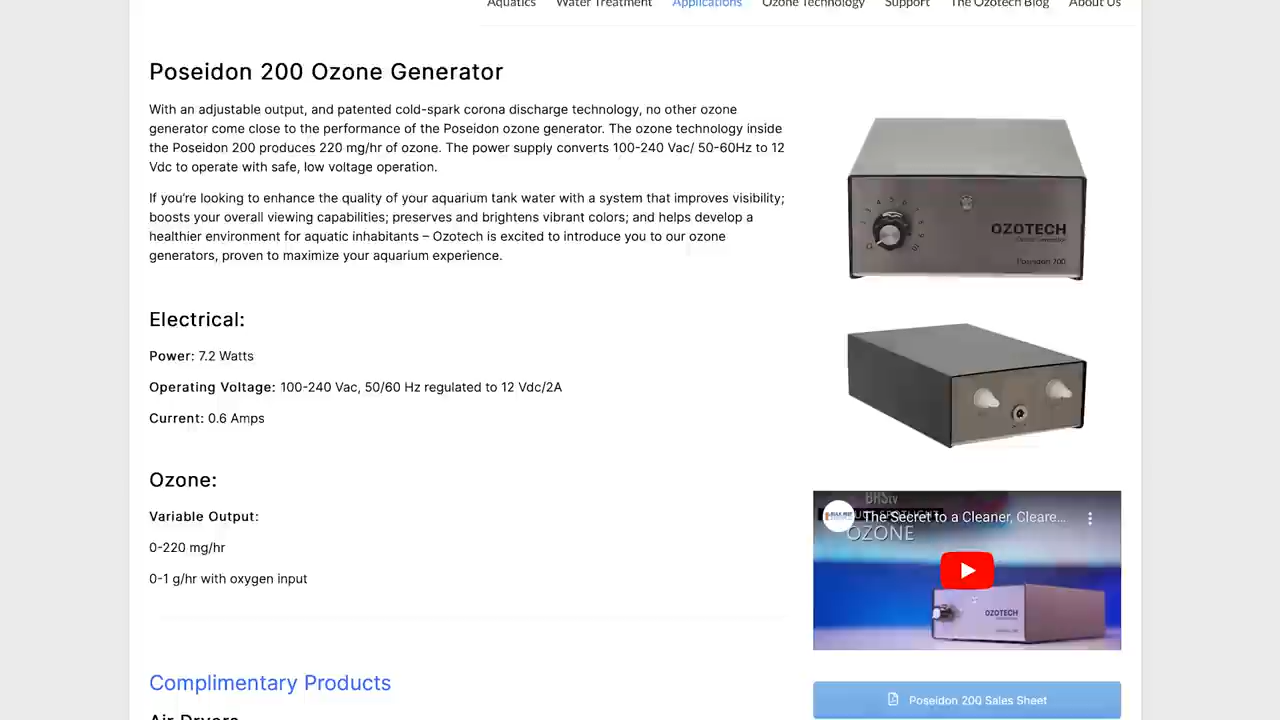 Aquatics Water Treatment Applications Ozone Technology Support The Ozotech Blog About Us
Poseidon 200 Ozone Generator
With an adjustable output, and patented cold-spark corona discharge technology, no other ozone
generator come close to the performance of the Poseidon ozone generator. The ozone technology inside
the Poseidon 200 produces 220 mg/hr of ozone. The power supply converts 100-240 Vac/ 50-60Hz to 12
Vdc to operate with safe, low voltage operation.
If you’re looking to enhance the quality of your aquarium tank water with a system that improves visibility;
boosts your overall viewing capabilities; preserves and brightens vibrant colors; and helps develop a
healthier environment for aquatic inhabitants – Ozotech is excited to introduce you to our ozone
generators, proven to maximize your aquarium experience.
OZOTECH
Poseidon 200
Electrical:
Power: 7.2 Watts
Operating Voltage: 100-240 Vac, 50/60 Hz regulated to 12 Vdc/2A
Current: 0.6 Amps
Ozone:
Variable Output:
0-220 mg/hr
0-1 g/hr with oxygen input
BRStv
The Secret to a Cleaner, Cleare...
OZONE
OZOTECH
Poseidon 200 Sales Sheet
Complimentary Products
Air Dryers